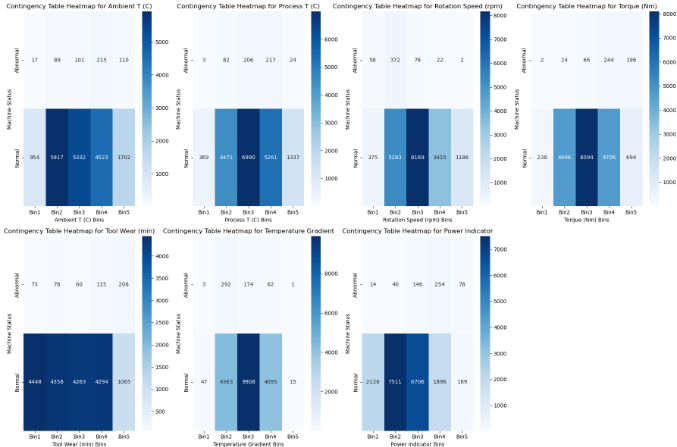 Contingency Table Heatmap for Ambient T (C)
Abnormal 17 89 101 215 110
Normal 954 5917 5332 4523 1702
Machine Status
Bin1 Bin2 Bin3 Bin4 Bin5
Ambient T (C) Bins
5000
4000
3000
2000
1000
Contingency Table Heatmap for Process T (C)
Abnormal 3 82 206 217 24
Normal 369 4471 6990 5261 1337
Machine Status
Bin1 Bin2 Bin3 Bin4 Bin5
Process T (C) Bins
6000
5000
4000
3000
2000
1000
Contingency Table Heatmap for Rotation Speed (rpm)
Abnormal 58 372 78 22 2
Normal 375 5283 8169 3415 1186
Machine Status
Bin1 Bin2 Bin3 Bin4 Bin5
Rotation Speed (rpm) Bins
8000
7000
6000
5000
4000
3000
2000
1000
Contingency Table Heatmap for Torque (Nm)
Abnormal 2 24 66 244 196
Normal 238 4696 8094 4706 694
Machine Status
Bin1 Bin2 Bin3 Bin4 Bin5
Torque (Nm) Bins
8000
7000
6000
5000
4000
3000
2000
1000
Contingency Table Heatmap for Tool Wear (min)
Abnormal 73 78 60 115 206
Normal 4448 4358 4263 4294 1065
Machine Status
Bin1 Bin2 Bin3 Bin4 Bin5
Tool Wear (min) Bins
4000
3500
3000
2500
2000
1500
1000
500
Contingency Table Heatmap for Temperature Gradient
Abnormal 3 292 174 62 1
Normal 47 4363 9908 4095 15
Machine Status
Bin1 Bin2 Bin3 Bin4 Bin5
Temperature Gradient Bins
8000
6000
4000
2000
Contingency Table Heatmap for Power Indicator
Abnormal 14 40 146 254 78
Normal 2126 7511 6706 1896 189
Machine Status
Bin1 Bin2 Bin3 Bin4 Bin5
Power Indicator Bins
7000
6000
5000
4000
3000
2000
1000